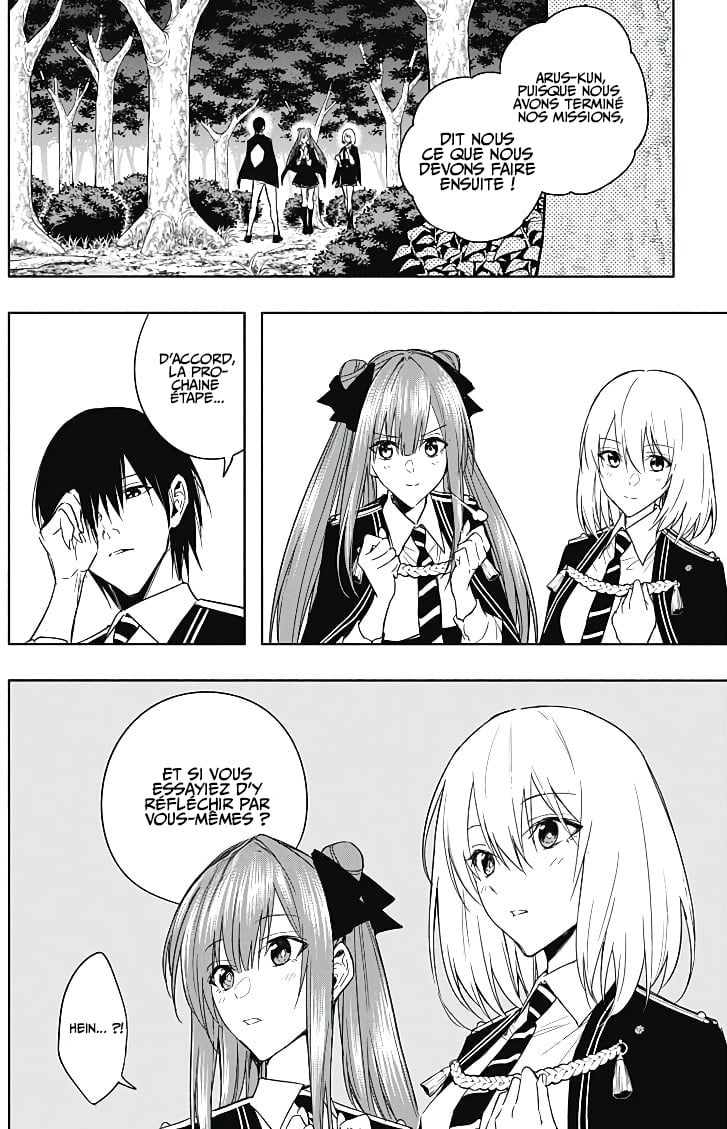 ARUS-KUN,
PUISQUE NOUS
AVONS TERMINÉ
NOS MISSIONS,
DIT NOUS
CE QUE NOUS
DEVONS FAIRE
ENSUITE !
D'ACCORD,
LA PRO-
CHAINE
ÉTAPE...
ET SI VOUS
ESSAYIEZ D'Y
RÉFLÉCHIR PAR
VOUS-MÊMES ?
HEIN... ?!